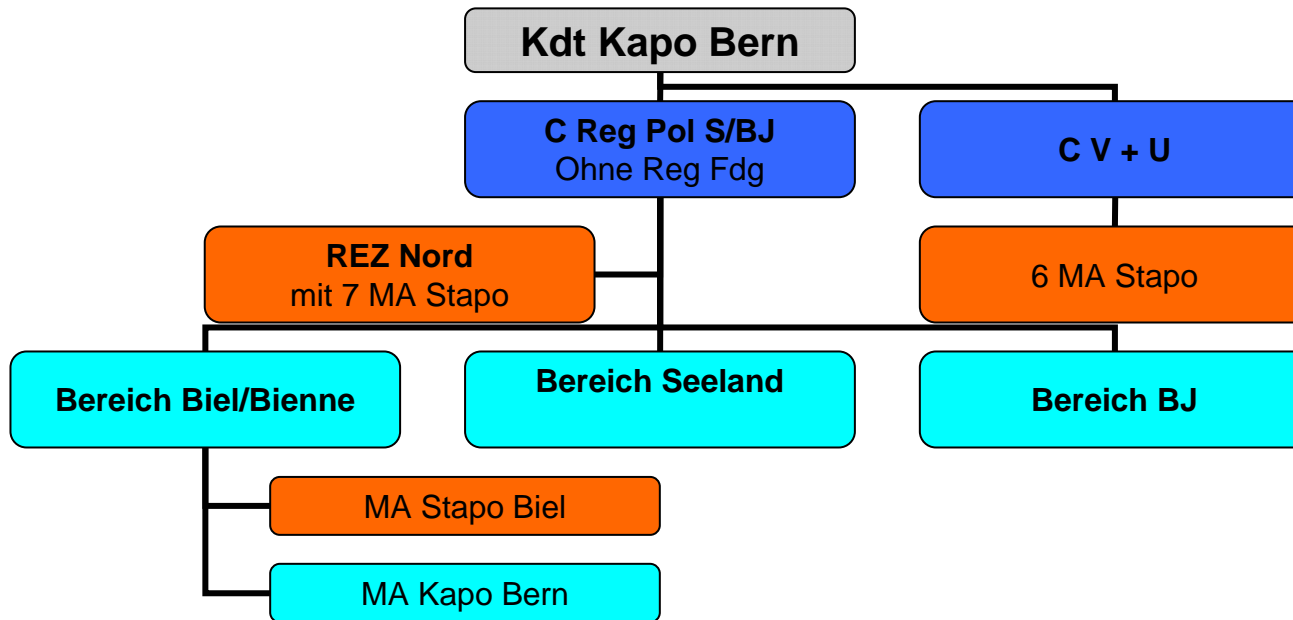 Kdt Kapo Bern
C Reg Pol S/BJ
Ohne Reg Fdg
C V + U
REZ Nord
mit 7 MA Stapo
6 MA Stapo
Bereich Biel/Bienne
Bereich Seeland
Bereich BJ
MA Stapo Biel
MA Kapo Bern